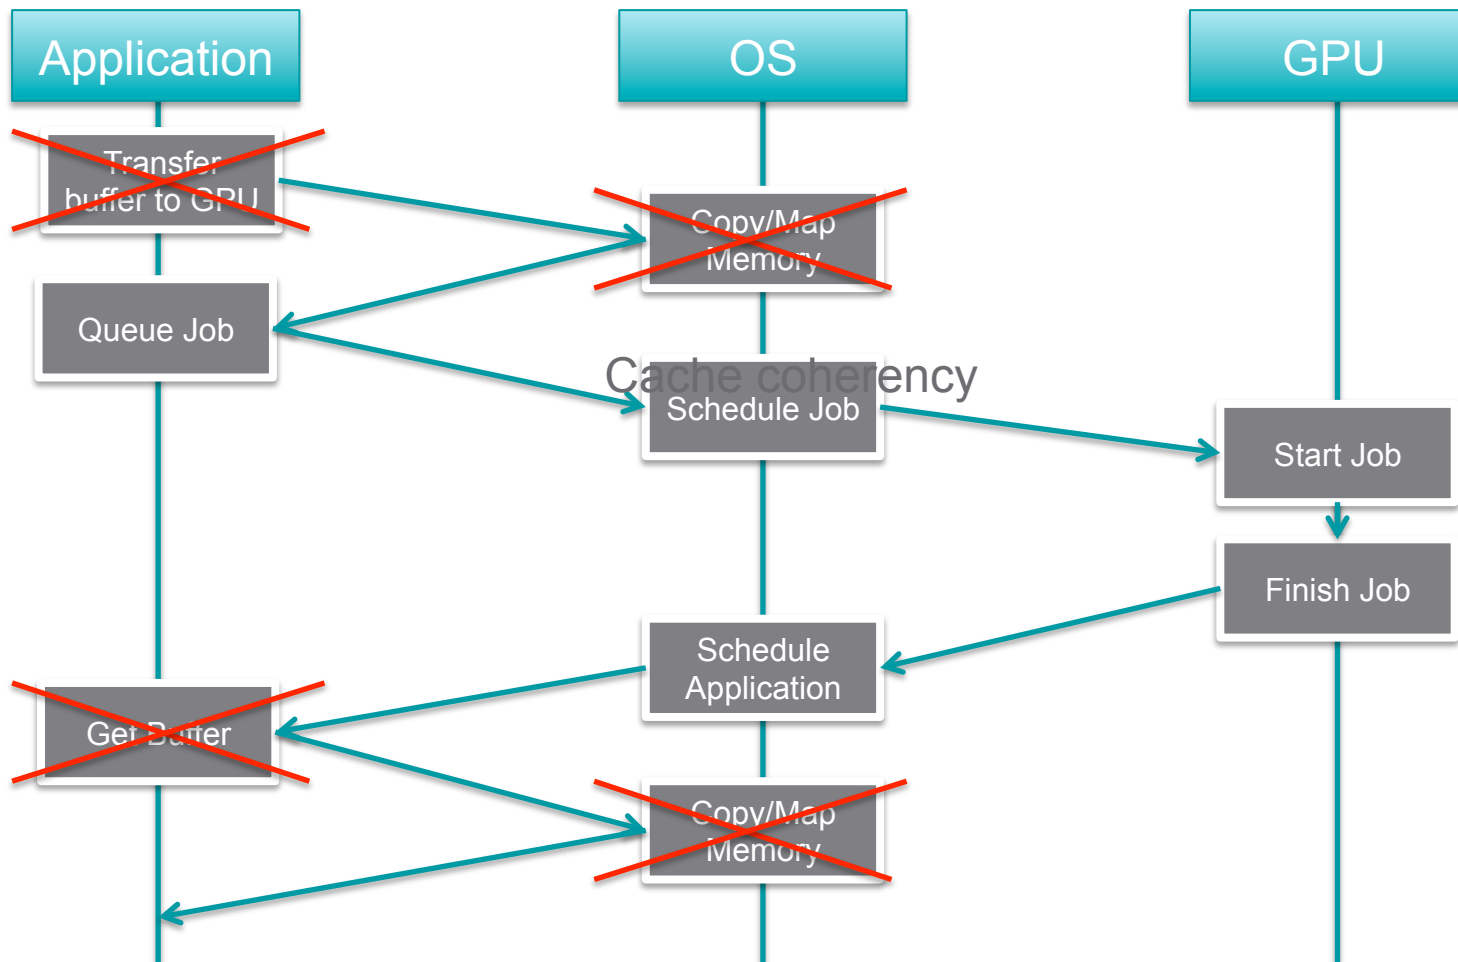 Application
OS
GPU
Transfer
buffer to GPU
Copy/Map
Memory
Queue Job
Cache coherency
Schedule Job
Start Job
Finish Job
Schedule
Application
Get Buffer
Copy/Map
Memory